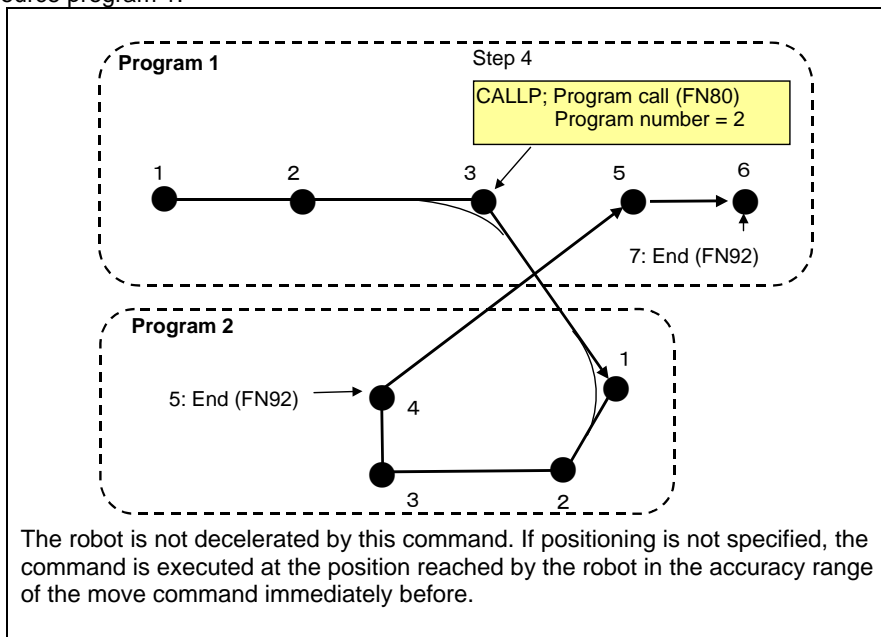 Program 1
Step 4
CALLP; Program call (FN80)
Program number = 2
1
2
3
5
6
7: End (FN92)
Program 2
1
5: End (FN92)
4
3
2
The robot is not decelerated by this command. If positioning is not specified, the
command is executed at the position reached by the robot in the accuracy range
of the move command immediately before.